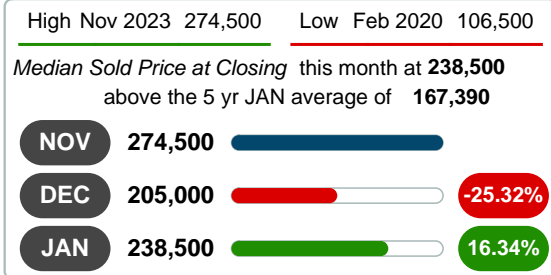 High Nov 2023 274,500 Low Feb 2020 106,500
Median Sold Price at Closing this month at 238,500
above the 5 yr JAN average of 167,390
NOV 274,500
DEC 205,000 -25.32%
JAN 238,500 16.34%